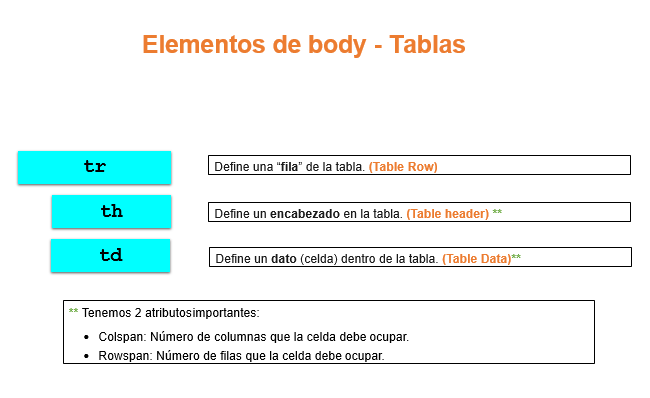 Elementos de body - Tablas
tr
Define una “fila” de la tabla. (Table Row)
th
Define un encabezado en la tabla. (Table header) **
td
Define un dato (celda) dentro de la tabla. (Table Data)**
** Tenemos 2 atributosimportantes:
• Colspan: Número de columnas que la celda debe ocupar.
• Rowspan: Número de filas que la celda debe ocupar.